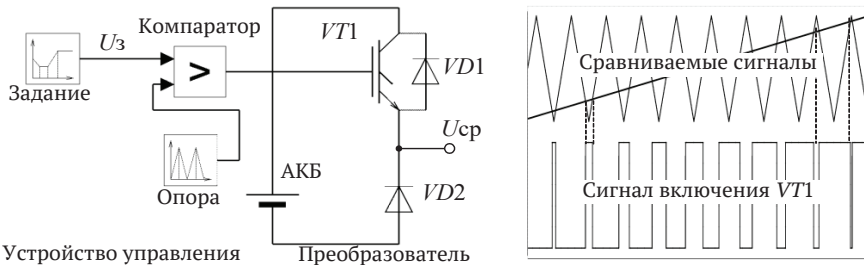 Компаратор
VT1
Uз
>
VD1
Задание
Uср
Опора
АКБ
VD2
Устройство управления
Преобразователь
Сравниваемые сигналы
Сигнал включения VT1